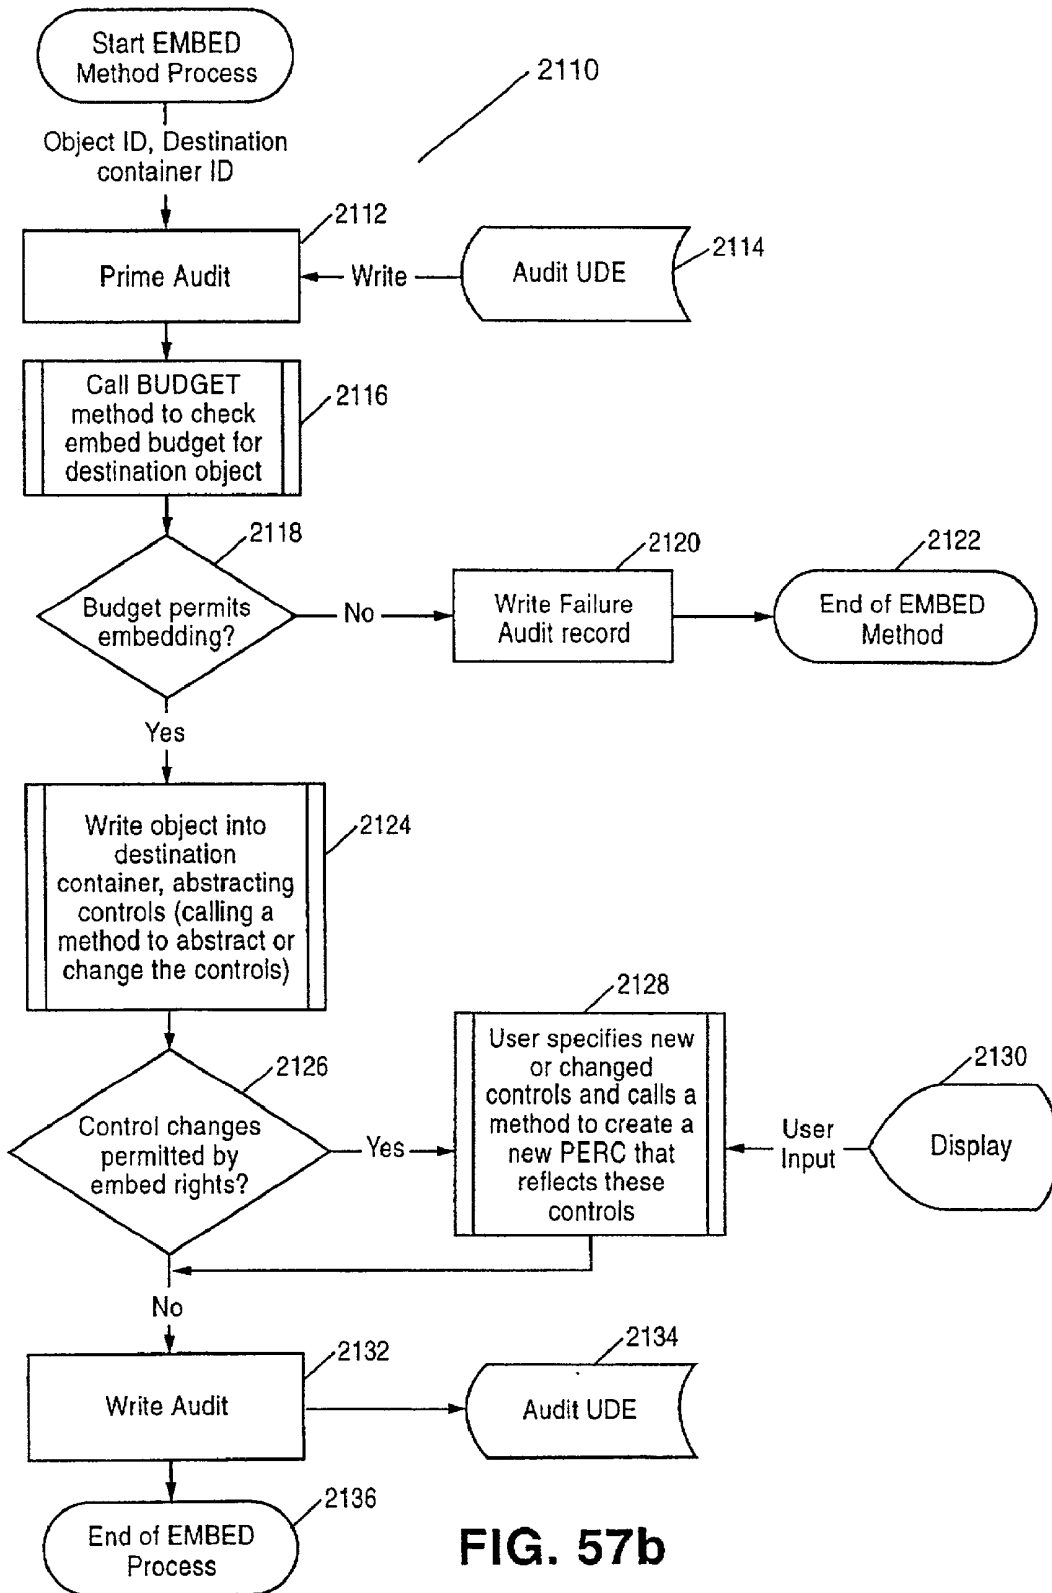 Start EMBED
Method Process
2110
Object ID, Destination
container ID
2112
Prime Audit
Write
Audit UDE
2114
Call BUDGET
method to check
embed budget for
destination object
2116
2118
Budget permits
embedding?
No
2120
Write Failure
Audit record
2122
End of EMBED
Method
Yes
Write object into
destination
container, abstracting
controls (calling a
method to abstract or
change the controls)
2124
2126
Control changes
permitted by
embed rights?
Yes
2128
User specifies new
or changed
controls and calls a
method to create a
new PERC that
reflects these
controls
User
Input
2130
Display
No
2132
Write Audit
2134
Audit UDE
2136
End of EMBED
Process
FIG. 57b